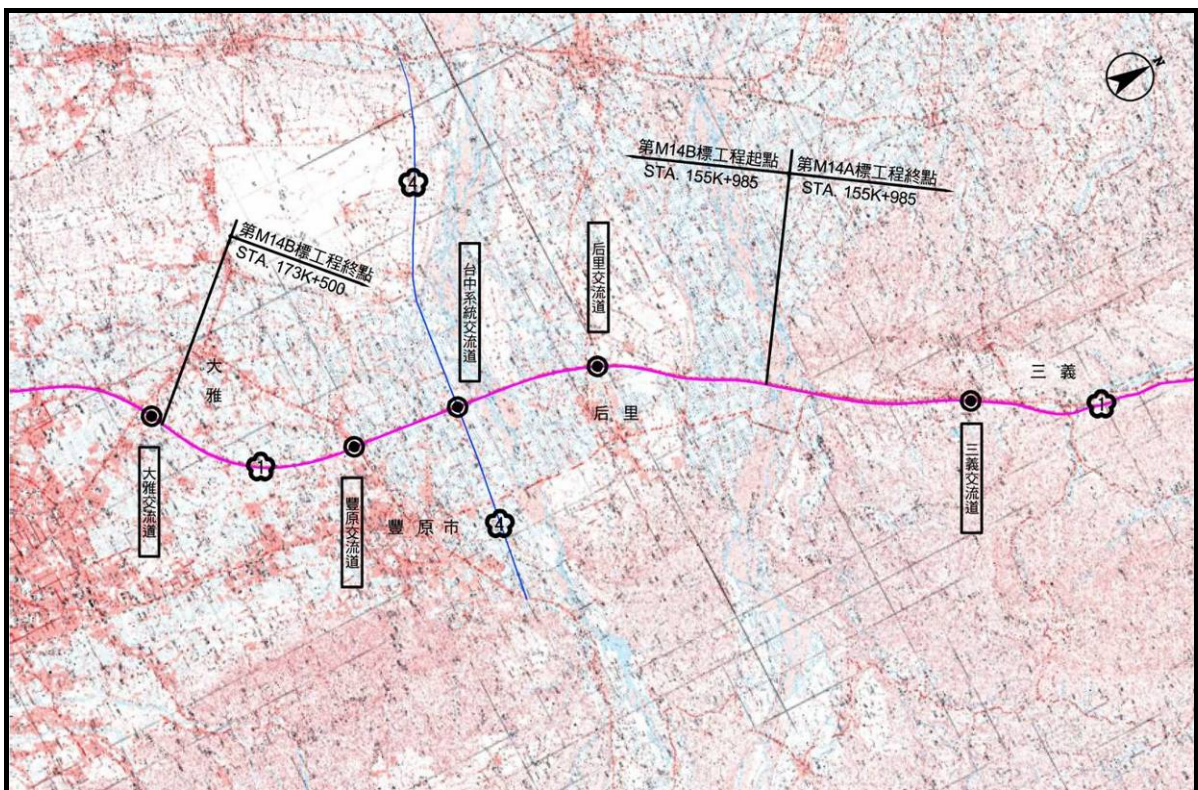 N
第M14B標工程起點
STA. 155K+985
第M14A標工程終點
STA. 155K+985
4
第M14B標工程終點
STA. 173K+500
台中系統交流道
后里交流道
大雅
后里
三義
1
大雅交流道
1
豐原交流道
豐原市
4
三義交流道